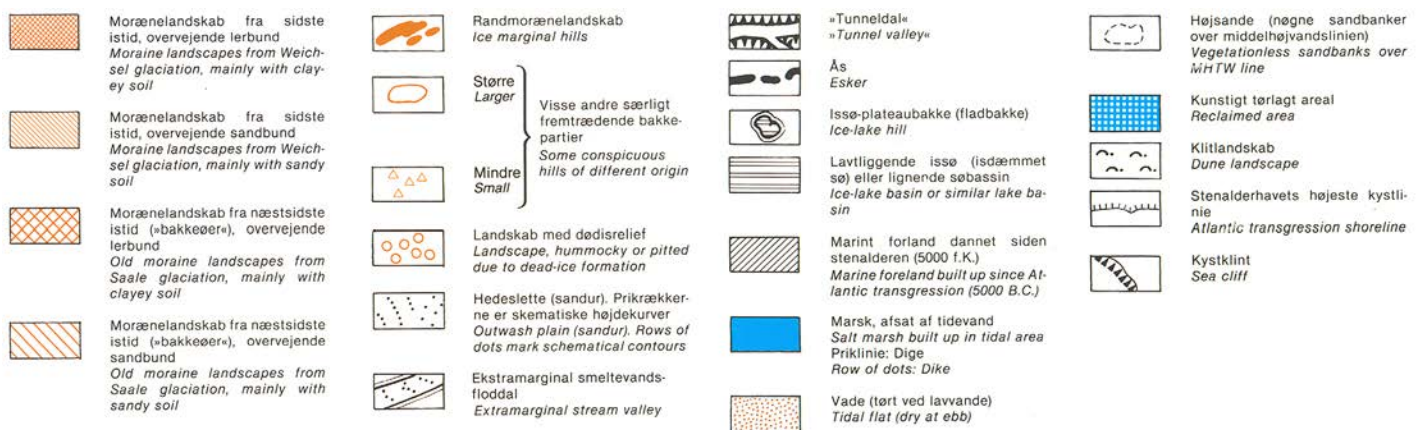 Morænelandskab fra sidste
istid, overvejende lerbund
Moraine landscapes from Weich-
sel glaciation, mainly with clay-
ey soil
Morænelandskab fra sidste
istid, overvejende sandbund
Moraine landscapes from Weich-
sel glaciation, mainly with sandy
soil
Morænelandskab fra næstsidste
istid (»bakkeøer«), overvejende
lerbund
Old moraine landscapes from
Saale glaciation, mainly with
clayey soil
Morænelandskab fra næstsidste
istid (»bakkeøer«), overvejende
sandbund
Old moraine landscapes from
Saale glaciation, mainly with
sandy soil
Randmorænelandskab
Ice marginal hills
Større
Larger
Mindre
Small
Visse andre særligt
fremtrædende bakke-
partier
Some conspicuous
hills of different origin
Landskab med dødisrelief
Landscape, hummocky or pitted
due to dead-ice formation
Hedeslette (sandur). Prikrækker-
ne er skematiske højdekurver
Outwash plain (sandur). Rows of
dots mark schematical contours
Ekstramarginal smeltevands-
floddal
Extramarginal stream valley
»Tunneldal«
»Tunnel valley«
Ås
Esker
Issø-plateaubakke (fladbakke)
Ice-lake hill
Lavtliggende issø (isdæmmet
sø) eller lignende søbassin
Ice-lake basin or similar lake ba-
sin
Marint forland dannet siden
stenalderen (5000 f.K.)
Marine foreland built up since At-
lantic transgression (5000 B.C.)
Marsk, afsat af tidevand
Salt marsh built up in tidal area
Priklinie: Dige
Row of dots: Dike
Vade (tørt ved lavvande)
Tidal flat (dry at ebb)
Højsande (nøgne sandbanker
over middelhøjvandslinien)
Vegetationless sandbanks over
MHTW line
Kunstigt tørlagt areal
Reclaimed area
Klitlandskab
Dune landscape
Stenalderhavets højeste kystli-
nie
Atlantic transgression shoreline
Kystklint
Sea cliff